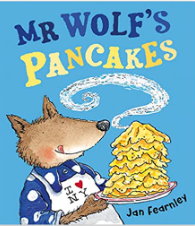 MR WOLF'S
PANCAKES
I ♥
NY
Jan Fearnley